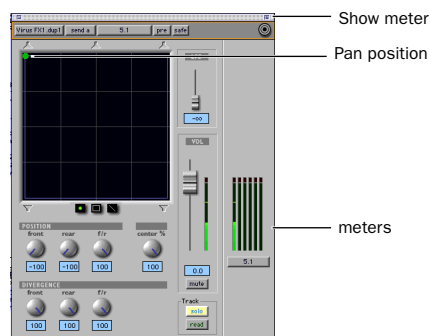 Show meter
Virus FX1.dup1 send a 5.1 pre safe
Pan position
-∞
VOL
meters
POSITION
front rear f/r center %
-100 -100 100 100
5.1
0.0
mute
DIVERGENCE
front rear f/r
100 100 100
Track
solo
read